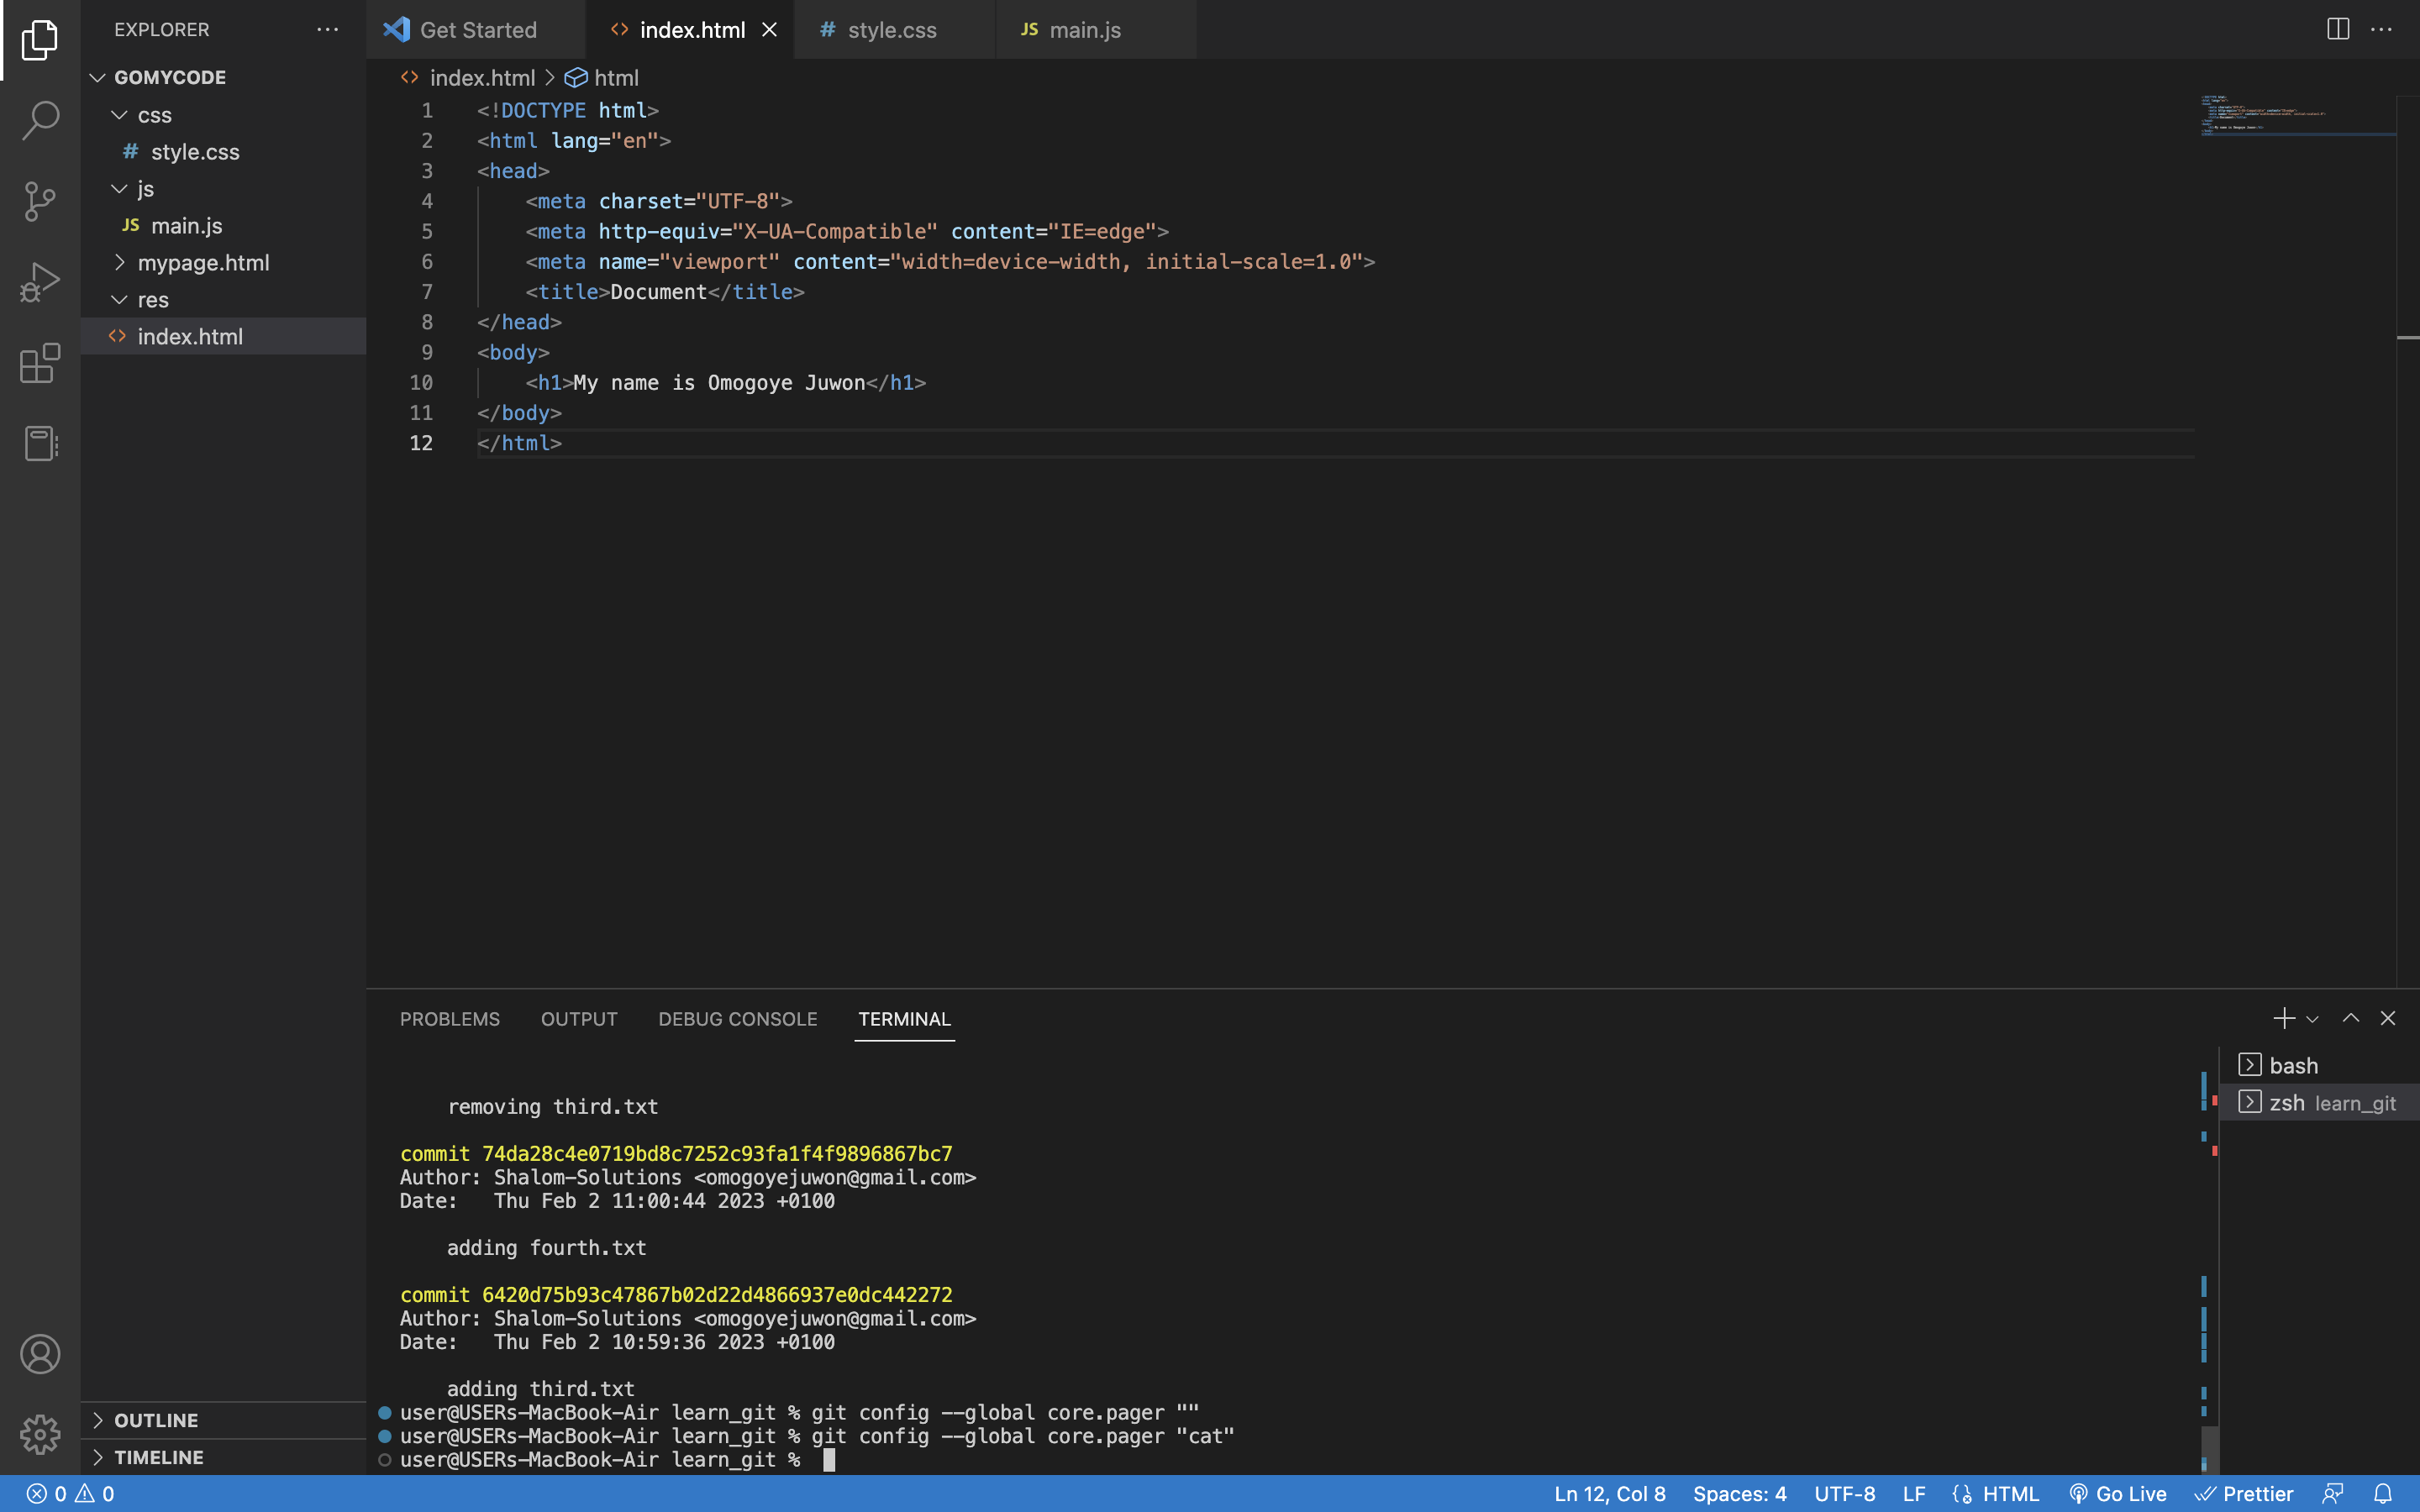 EXPLORER
GOMYCODE
css
# style.css
js
JS main.js
mypage.html
res
<> index.html
OUTLINE
TIMELINE
Get Started
<> index.html
# style.css
JS main.js
<> index.html > html
1 <!DOCTYPE html>
2 <html lang="en">
3 <head>
4     <meta charset="UTF-8">
5     <meta http-equiv="X-UA-Compatible" content="IE=edge">
6     <meta name="viewport" content="width=device-width, initial-scale=1.0">
7     <title>Document</title>
8 </head>
9 <body>
10     <h1>My name is Omogoye Juwon</h1>
11 </body>
12 </html>
PROBLEMS OUTPUT DEBUG CONSOLE TERMINAL
removing third.txt
commit 74da28c4e0719bd8c7252c93fa1f4f9896867bc7
Author: Shalom-Solutions <omogoyejuwon@gmail.com>
Date:   Thu Feb 2 11:00:44 2023 +0100
adding fourth.txt
commit 6420d75b93c47867b02d22d4866937e0dc442272
Author: Shalom-Solutions <omogoyejuwon@gmail.com>
Date:   Thu Feb 2 10:59:36 2023 +0100
adding third.txt
user@USERs-MacBook-Air learn_git % git config --global core.pager ""
user@USERs-MacBook-Air learn_git % git config --global core.pager "cat"
user@USERs-MacBook-Air learn_git %
bash
zsh learn_git
0 0
Ln 12, Col 8 Spaces: 4 UTF-8 LF HTML Go Live Prettier